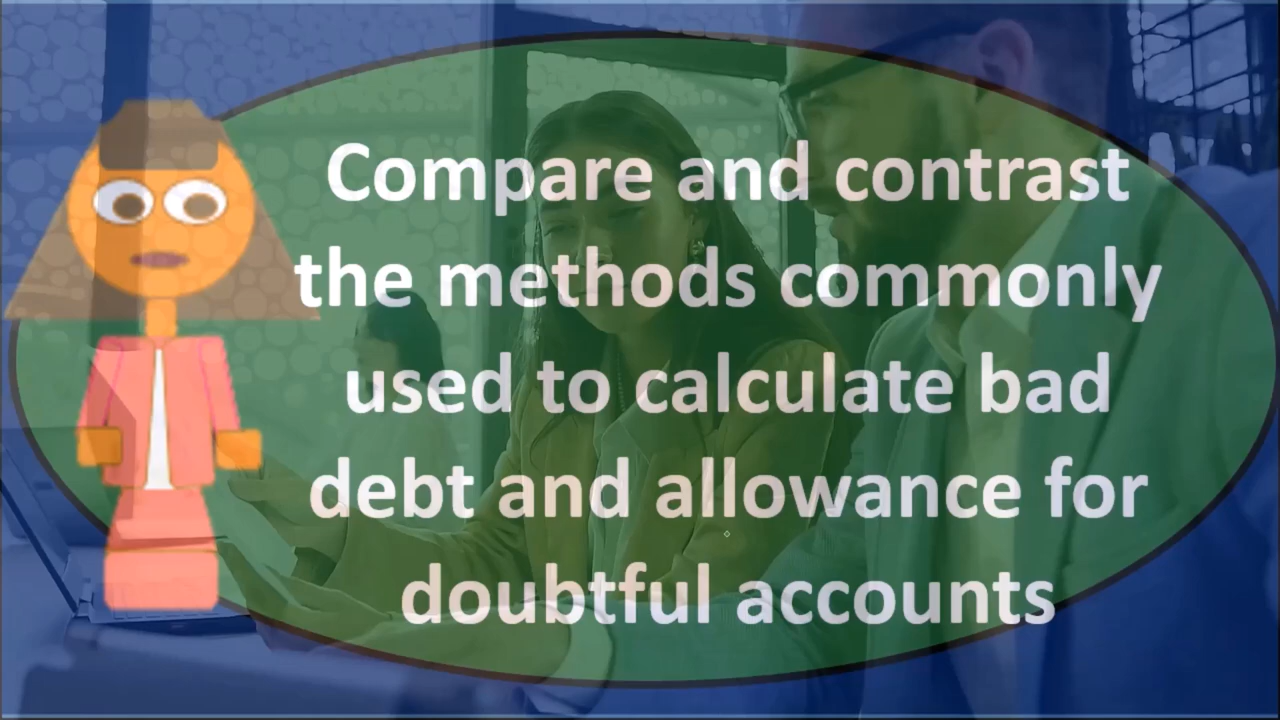 Compare and contrast
the methods commonly
used to calculate bad
debt and allowance for
doubtful accounts